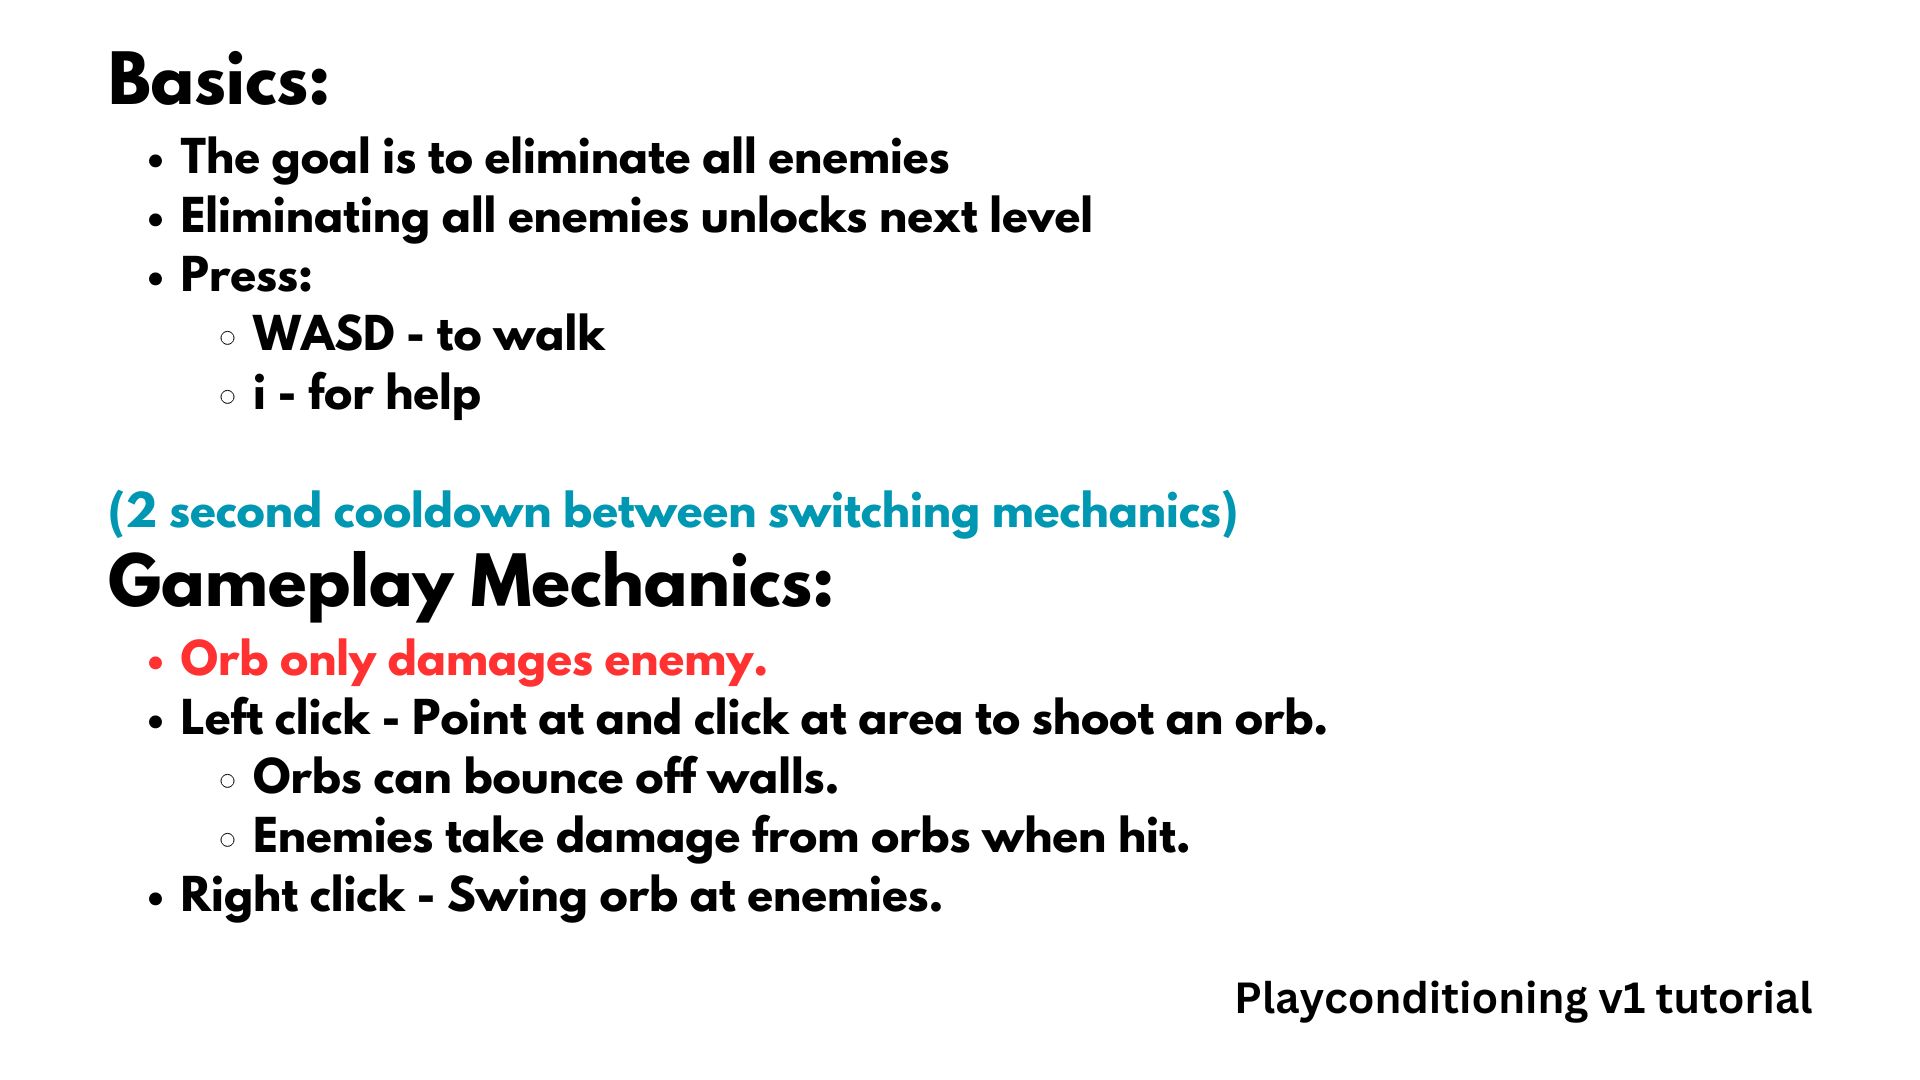 Basics:
The goal is to eliminate all enemies
Eliminating all enemies unlocks next level
Press:
WASD - to walk
i - for help
(2 second cooldown between switching mechanics)
Gameplay Mechanics:
Orb only damages enemy.
Left click - Point at and click at area to shoot an orb.
Orbs can bounce off walls.
Enemies take damage from orbs when hit.
Right click - Swing orb at enemies.
Playconditioning v1 tutorial